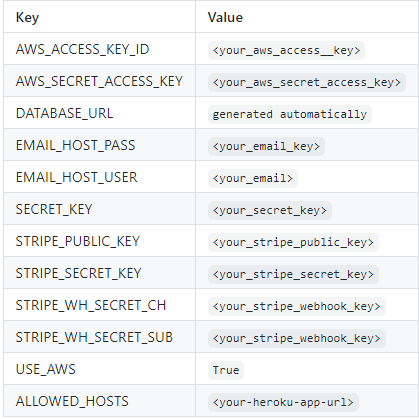 Key Value
AWS_ACCESS_KEY_ID <your_aws_access__key>
AWS_SECRET_ACCESS_KEY <your_aws_secret_access_key>
DATABASE_URL generated automatically
EMAIL_HOST_PASS <your_email_key>
EMAIL_HOST_USER <your_email>
SECRET_KEY <your_secret_key>
STRIPE_PUBLIC_KEY <your_stripe_public_key>
STRIPE_SECRET_KEY <your_stripe_secret_key>
STRIPE_WH_SECRET_CH <your_stripe_webhook_key>
STRIPE_WH_SECRET_SUB <your_stripe_webhook_key>
USE_AWS True
ALLOWED_HOSTS <your-heroku-app-url>